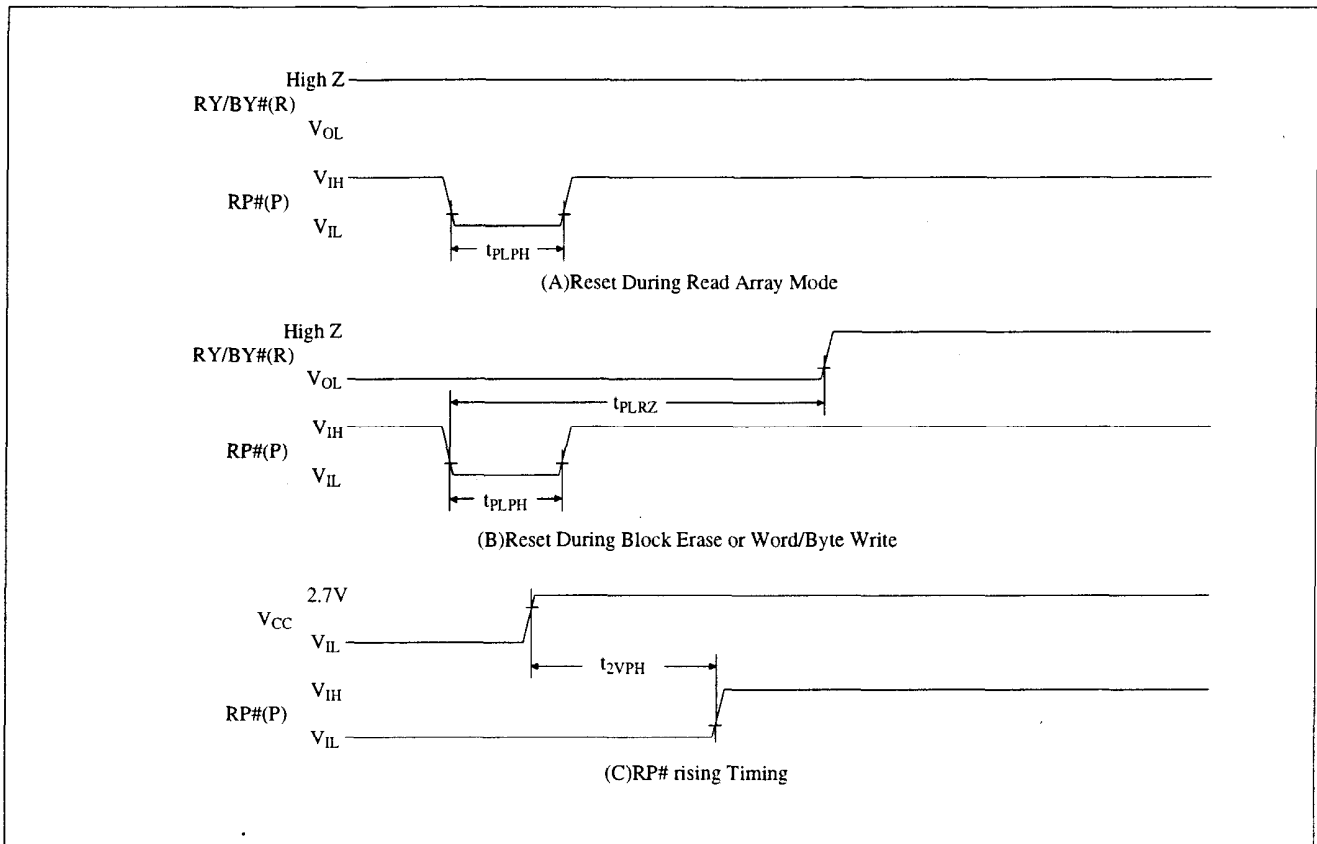 High Z
RY/BY#(R)
VOL
VIH
RP#(P)
VIL
tPLPH
(A)Reset During Read Array Mode
High Z
RY/BY#(R)
VOL
tPLRZ
VIH
RP#(P)
VIL
tPLPH
(B)Reset During Block Erase or Word/Byte Write
2.7V
VCC
VIL
t2VPH
VIH
RP#(P)
VIL
(C)RP# rising Timing